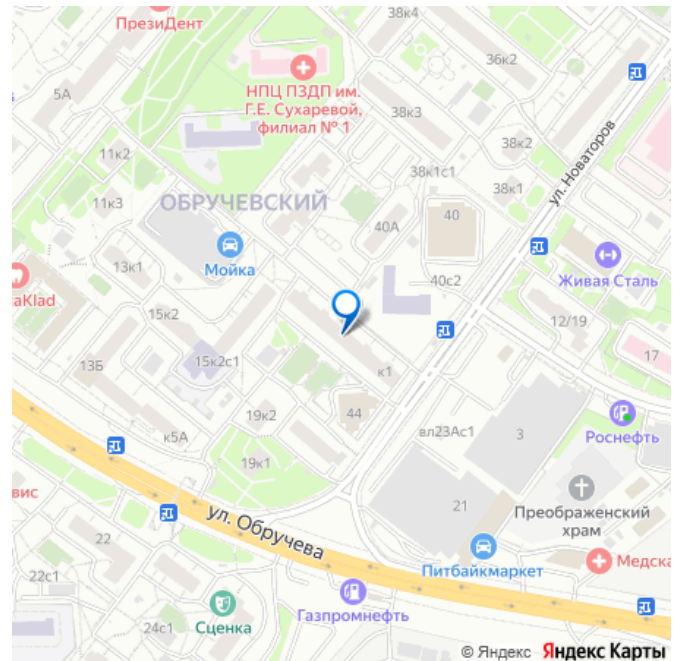 ПрезиДент
38к4
36к2
5А
НПЦ ПЗДП им.
Г.Е. Сухаревой,
филиал № 1
38к3
11к2
38к2
ул. Новаторов
38к1с1
38к1
11к3
ОБРУЧЕВСКИЙ
40
40А
Мойка
13к1
40с2
Живая Сталь
aKlad
15к2
12/19
17
15к2с1
13Б
к1
19к2
44
к5А
вл23Ас1
3
Роснефть
19к1
вис
21
Преображенский
храм
ул. Обручева
22
Питбайкмаркет
Медска
22с1
Газпромнефть
24с1
Сценка
© Яндекс Яндекс Карты